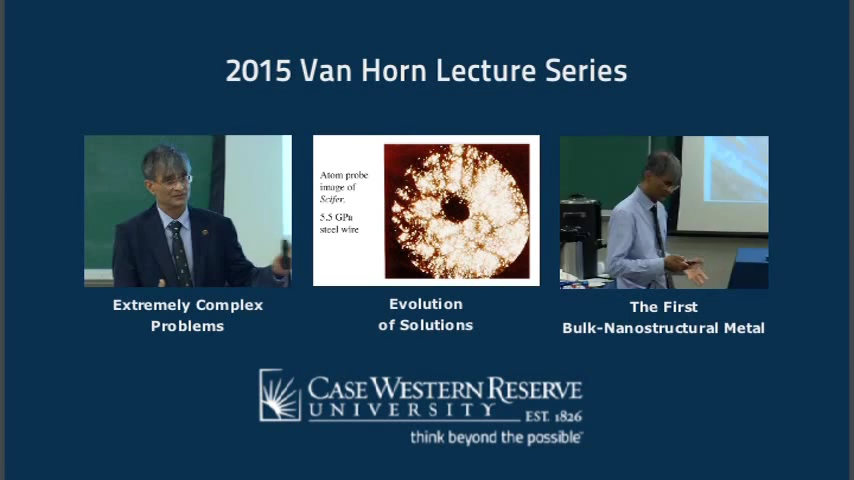 2015 Van Horn Lecture Series
Atom probe
image of
Scifer,
5.5 GPa
steel wire
Extremely Complex
Problems
Evolution
of Solutions
The First
Bulk-Nanostructural Metal
CASE WESTERN RESERVE
UNIVERSITY EST. 1826
think beyond the possible™